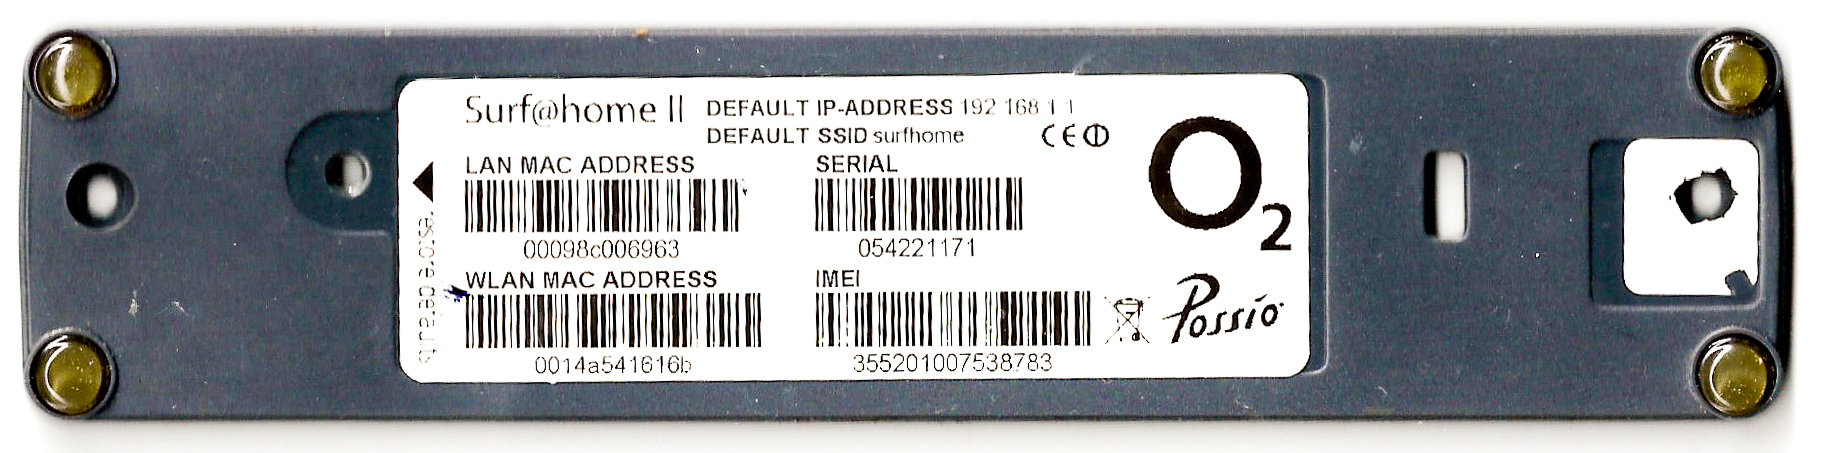 Surf@home II
DEFAULT IP-ADDRESS 192 168 1 1
DEFAULT SSID surfhome
CE
LAN MAC ADDRESS
00098c006963
SERIAL
054221171
WLAN MAC ADDRESS
0014a541616b
IMEI
355201007538783
restore defaults
O2
Possio